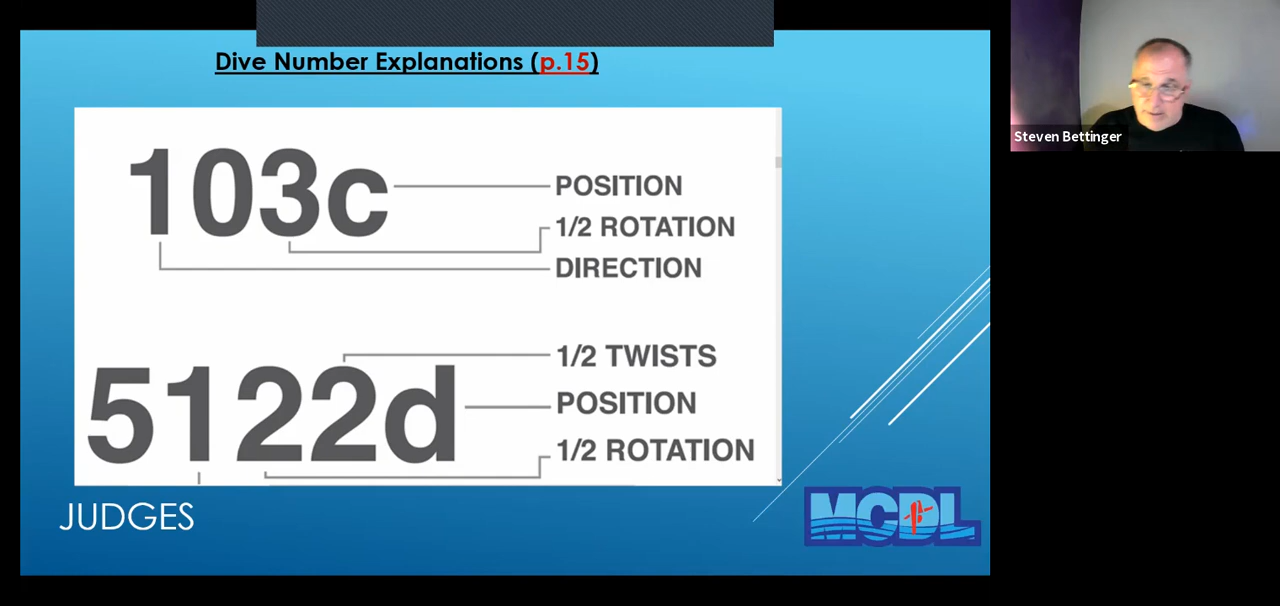 Dive Number Explanations (p.15)
103c
POSITION
1/2 ROTATION
DIRECTION
5122d
1/2 TWISTS
POSITION
1/2 ROTATION
JUDGES
MCDL
Steven Bettinger